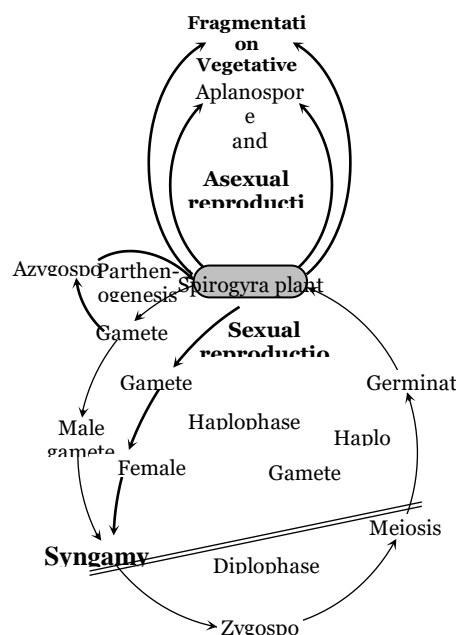 Fragmentati
on
Vegetative
Aplanospor
e
and
Asexual
reproducti
Azygospo
Parthen-
ogenesis
Spirogyra plant
Gamete
Sexual
reproductio
Gamete
Germinat
Haplophase
Male
gamete
Haplo
Female
Gamete
Syngamy
Meiosis
Diplophase
Zygospo